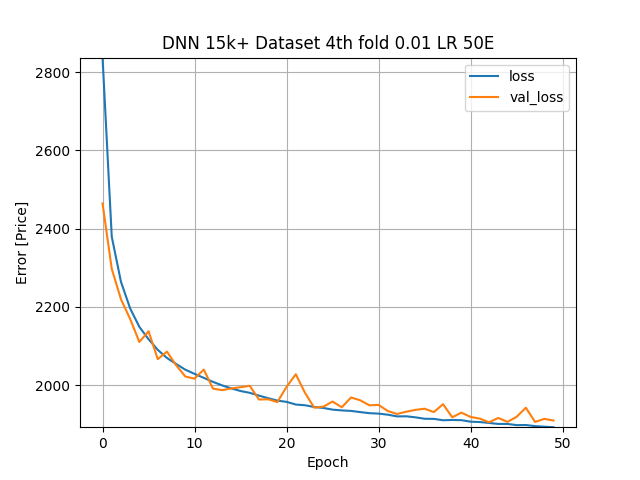 DNN 15k+ Dataset 4th fold 0.01 LR 50E
loss
val_loss
Error [Price]
2800
2600
2400
2200
2000
0 10 20 30 40 50
Epoch